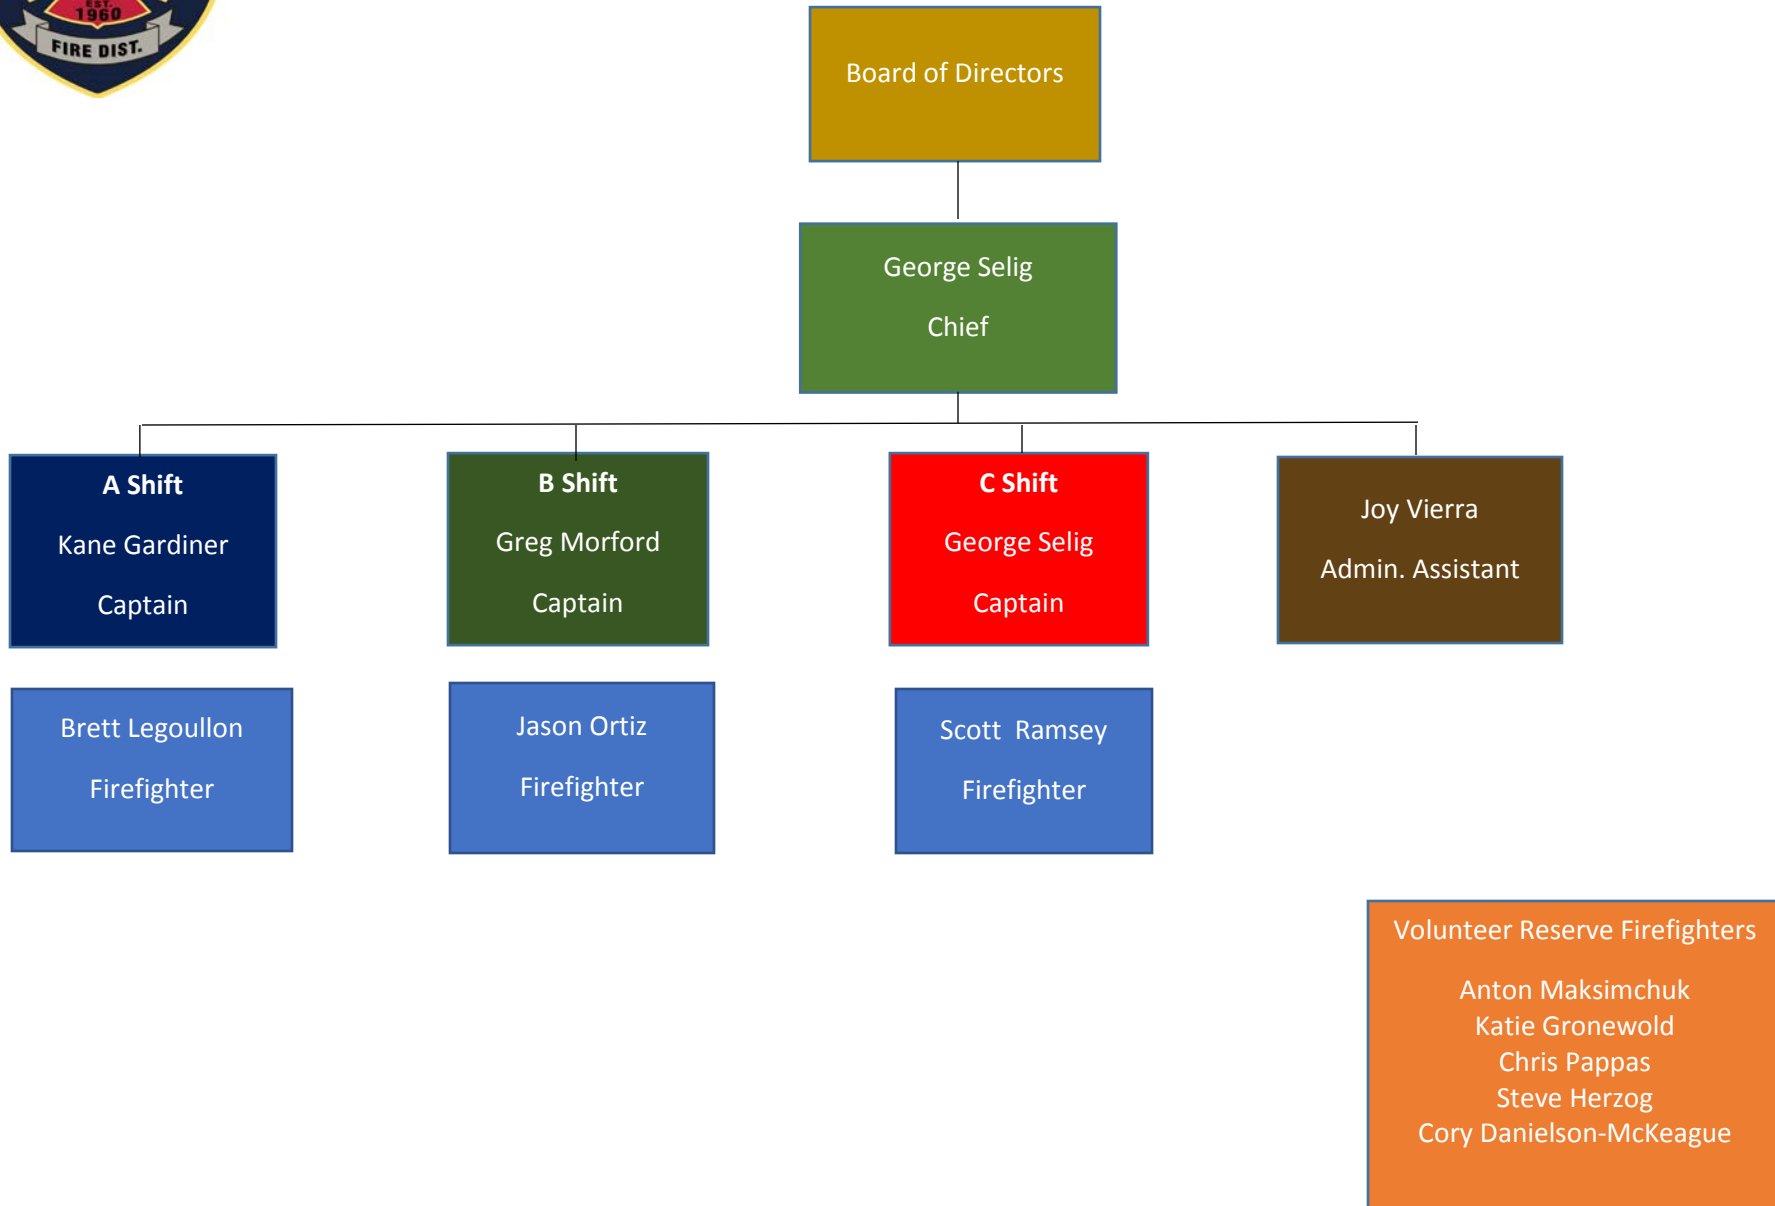 EST.
1960
FIRE DIST.
Board of Directors
George Selig
Chief
A Shift
Kane Gardiner
Captain
B Shift
Greg Morford
Captain
C Shift
George Selig
Captain
Joy Vierra
Admin. Assistant
Brett Legoullon
Firefighter
Jason Ortiz
Firefighter
Scott  Ramsey
Firefighter
Volunteer Reserve Firefighters
Anton Maksimchuk
Katie Gronewold
Chris Pappas
Steve Herzog
Cory Danielson-McKeague